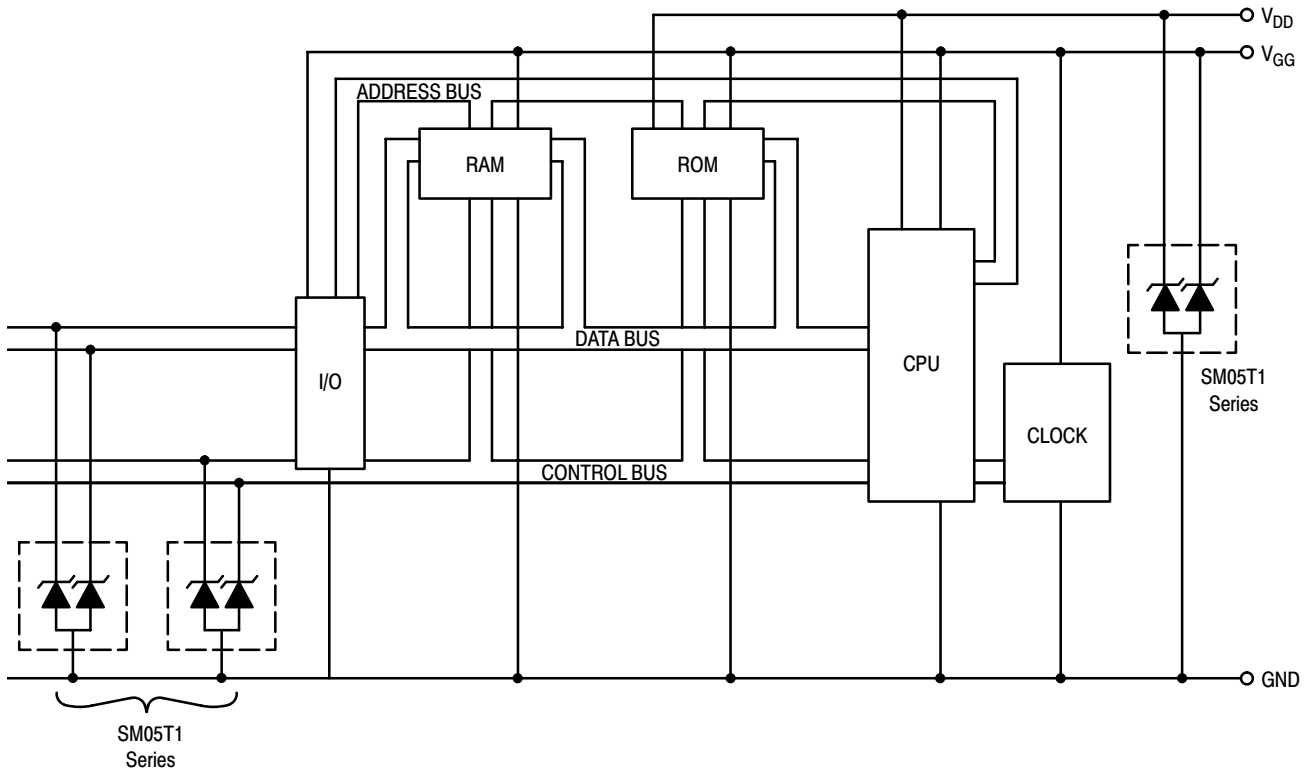 V_DD
V_GG
ADDRESS BUS
RAM
ROM
DATA BUS
I/O
CPU
SM05T1
Series
CLOCK
CONTROL BUS
GND
SM05T1
Series